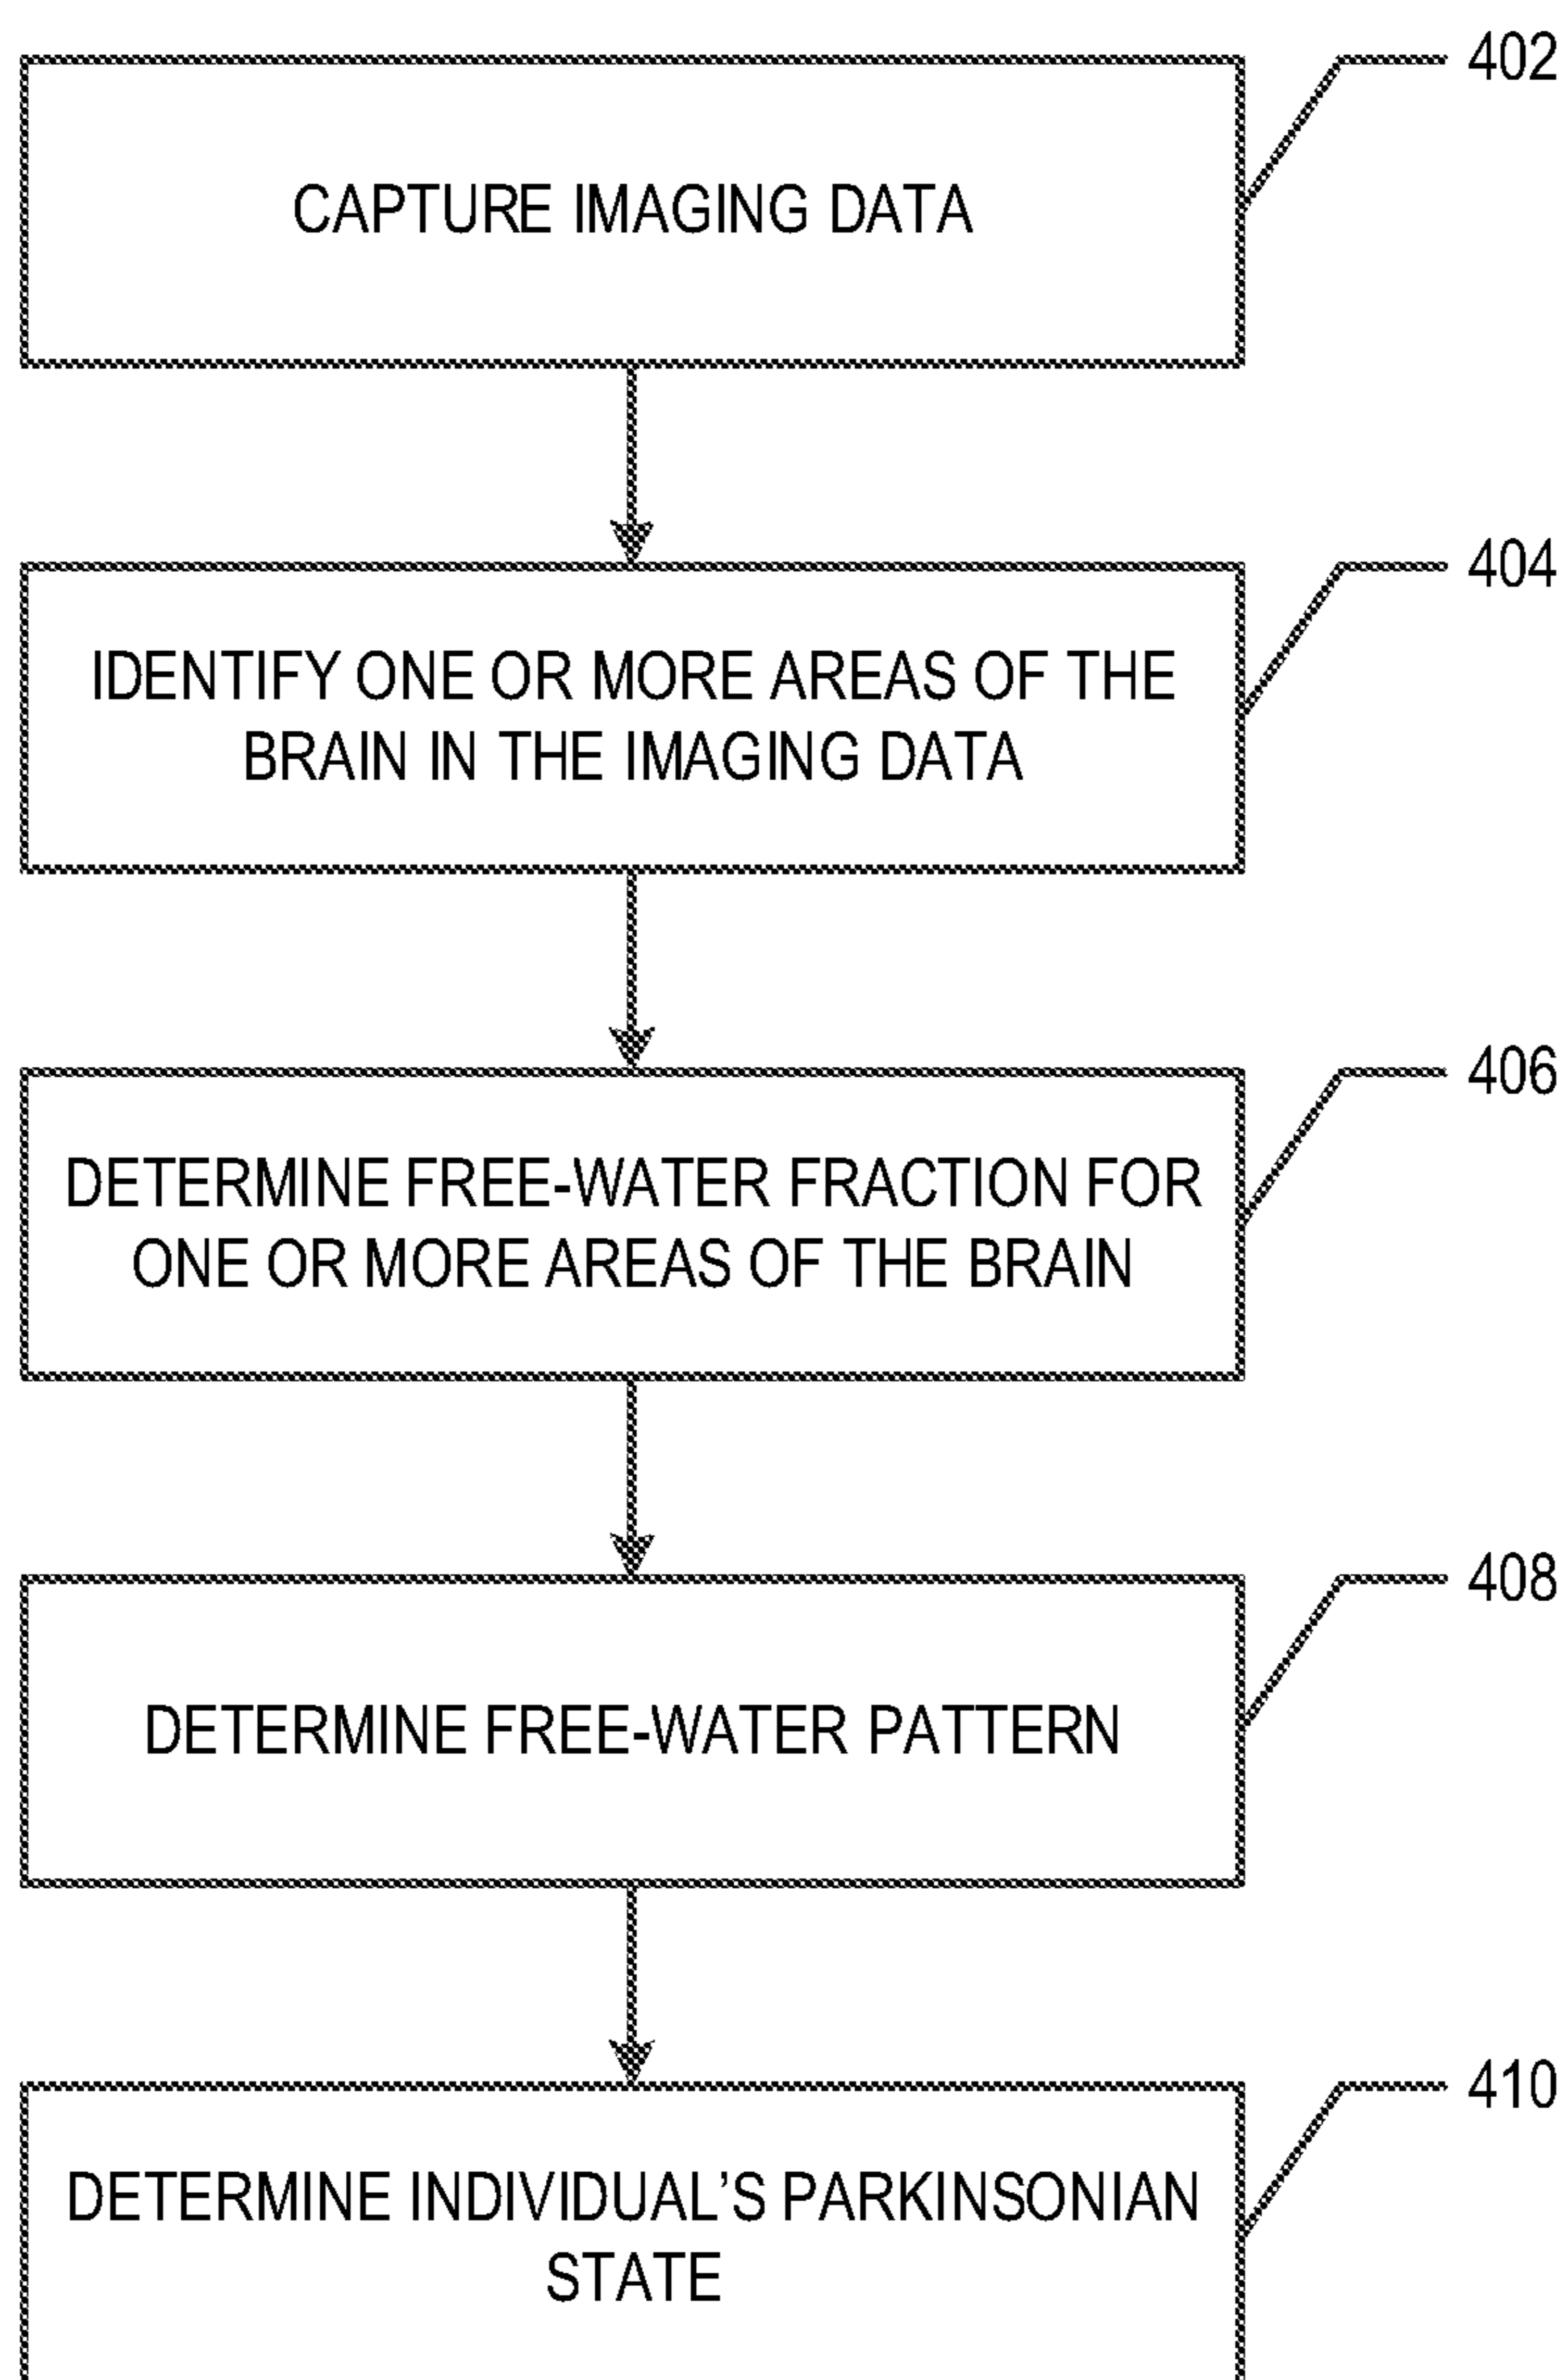 402
CAPTURE IMAGING DATA
404
IDENTIFY ONE OR MORE AREAS OF THE
BRAIN IN THE IMAGING DATA
406
DETERMINE FREE-WATER FRACTION FOR
ONE OR MORE AREAS OF THE BRAIN
408
DETERMINE FREE-WATER PATTERN
410
DETERMINE INDIVIDUAL’S PARKINSONIAN
STATE